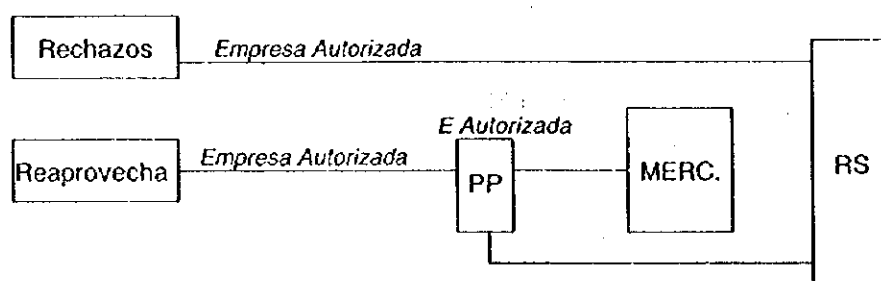 Rechazos
Empresa Autorizada
E Autorizada
Reaprovecha
Empresa Autorizada
PP
MERC.
RS